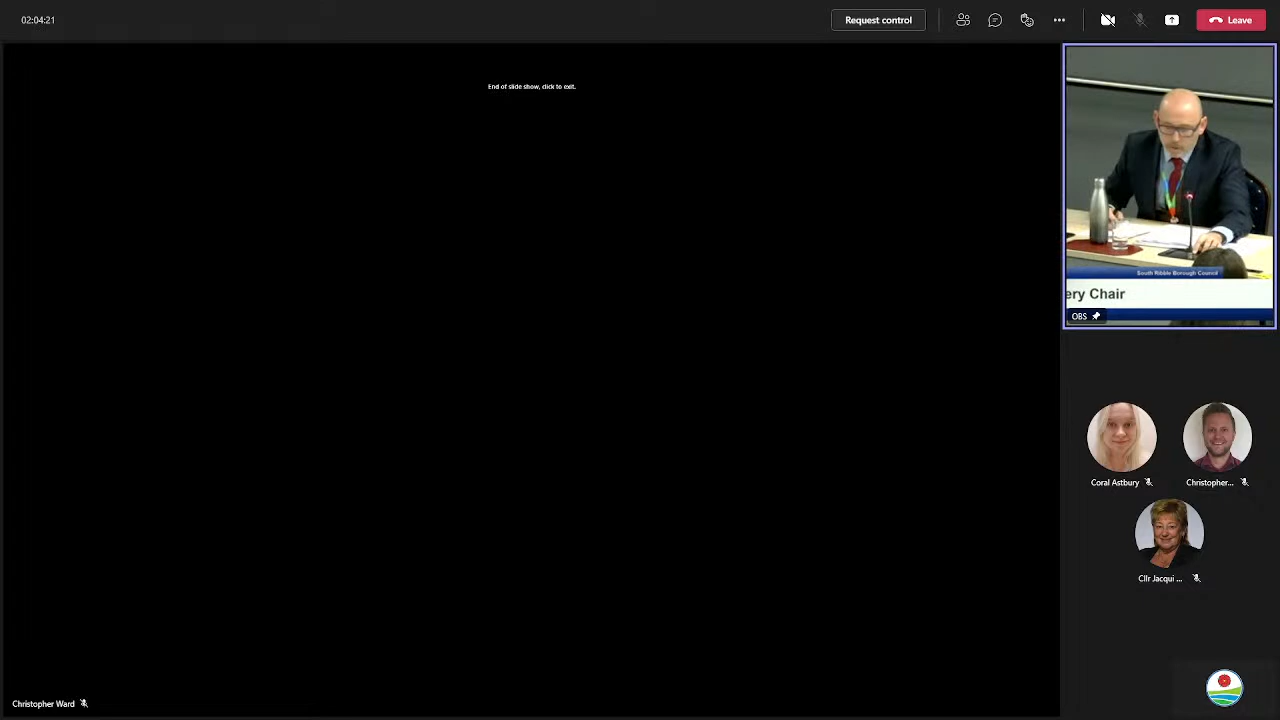 02:04:21
Request control
Leave
End of slide show, click to exit.
South Ribble Borough Council
ery Chair
OBS
Coral Astbury
Christopher...
Cllr Jacqui ...
Christopher Ward